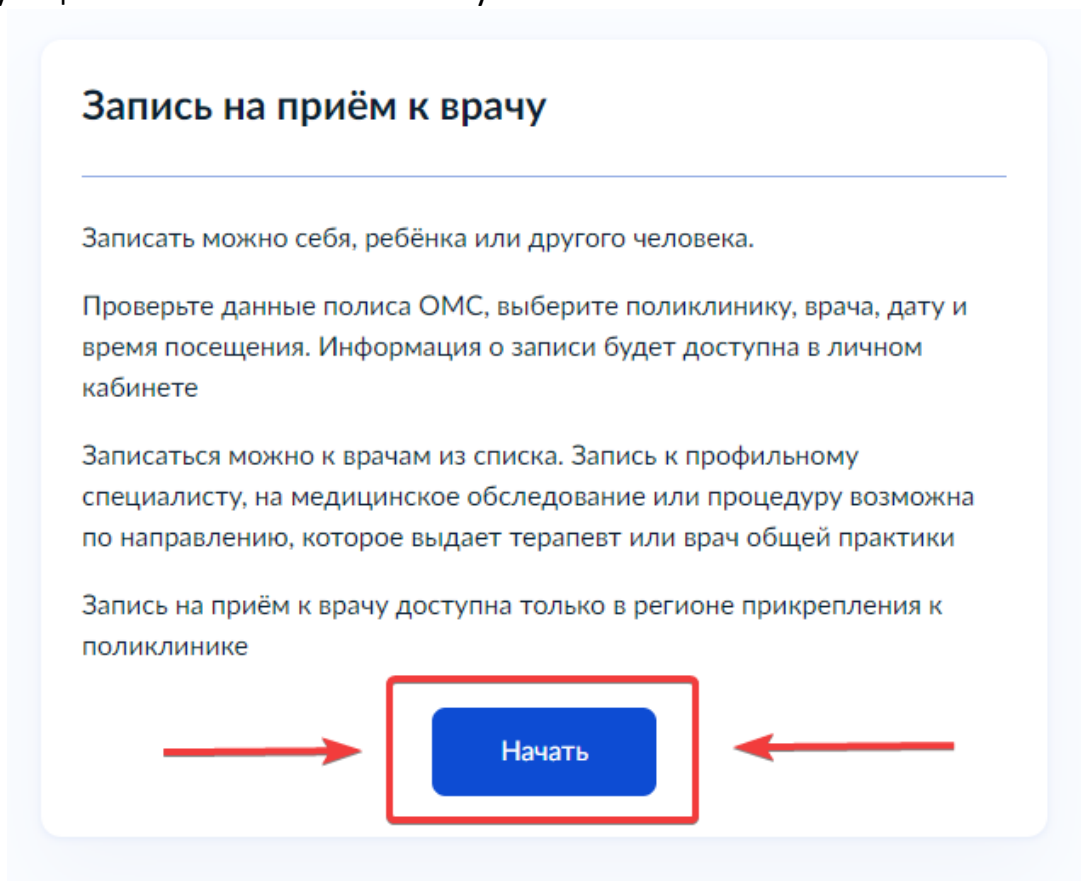 Запись на приём к врачу
Записать можно себя, ребёнка или другого человека.
Проверьте данные полиса ОМС, выберите поликлинику, врача, дату и
время посещения. Информация о записи будет доступна в личном
кабинете
Записаться можно к врачам из списка. Запись к профильному
специалисту, на медицинское обследование или процедуру возможна
по направлению, которое выдает терапевт или врач общей практики
Запись на приём к врачу доступна только в регионе прикрепления к
поликлинике
Начать